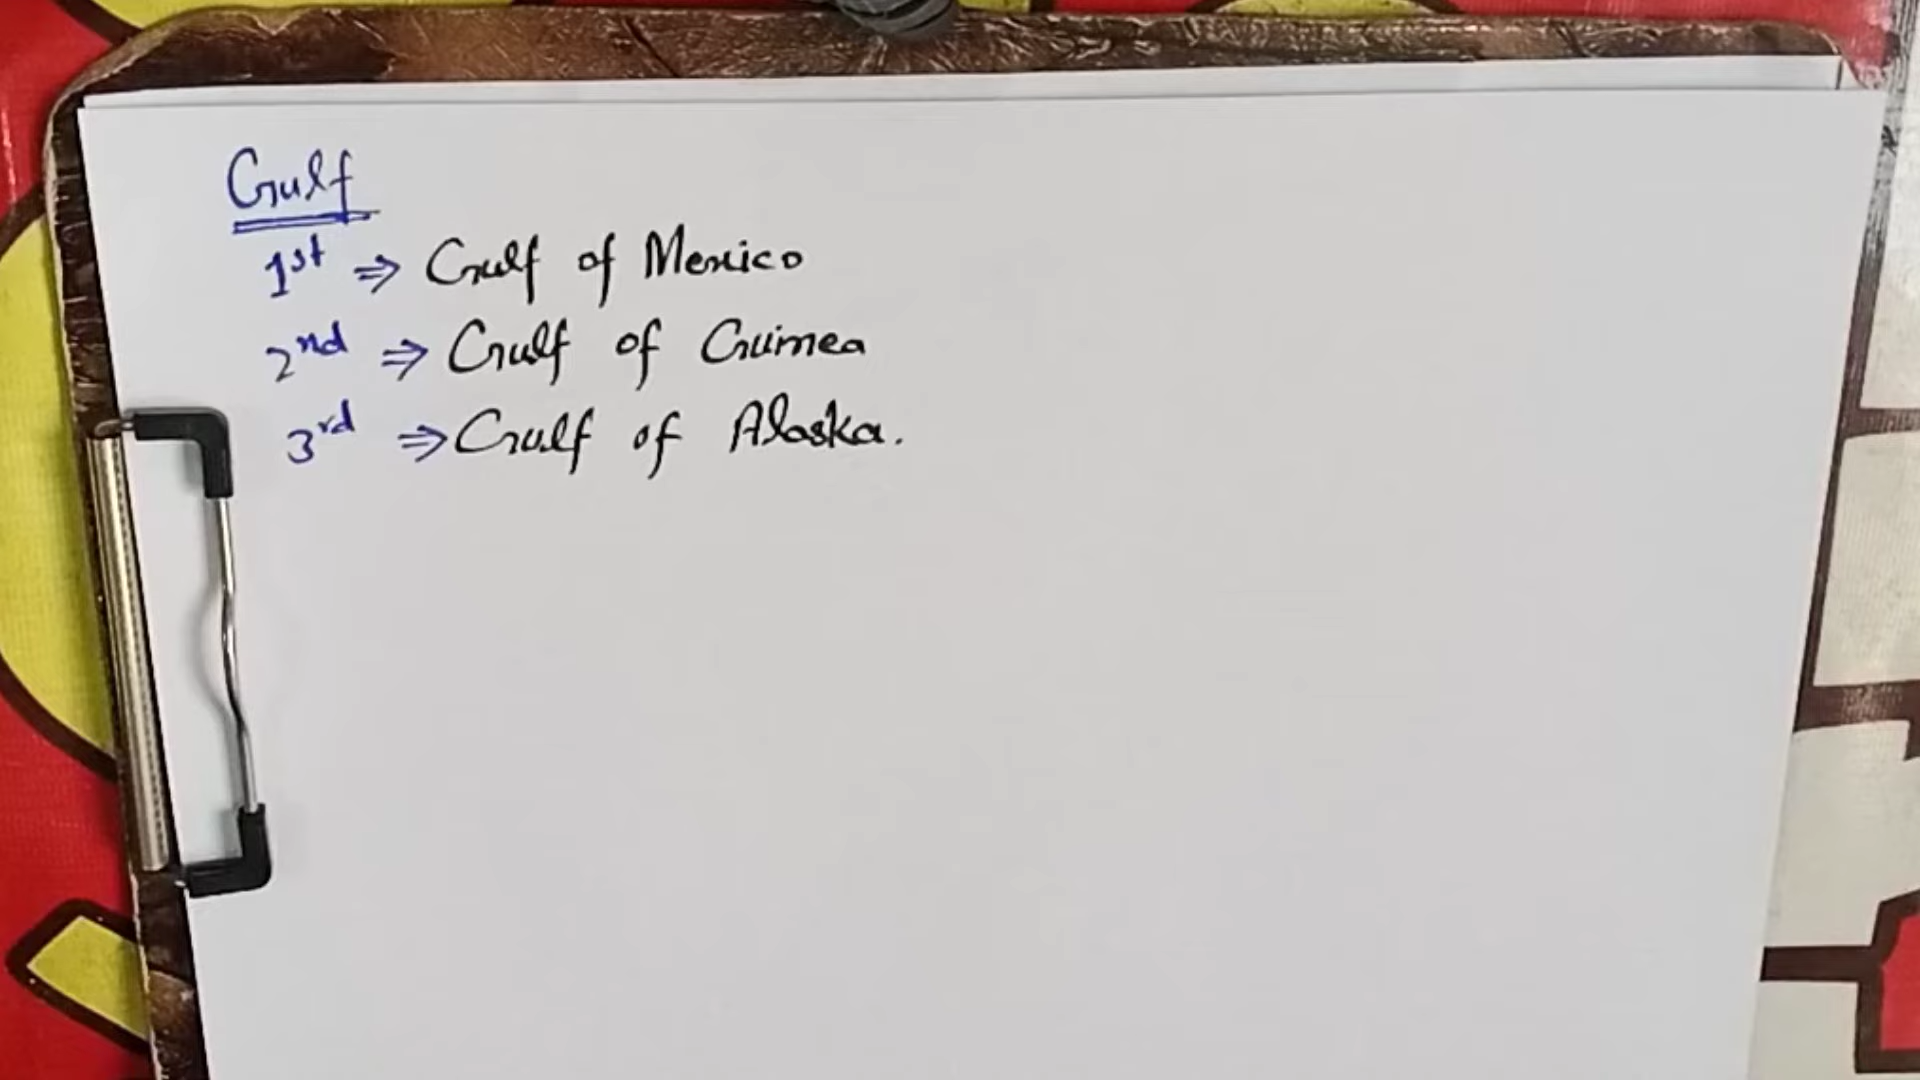 Gulf
1st ⇒ Gulf of Mexico
2nd ⇒ Gulf of Guinea
3rd ⇒ Gulf of Alaska.